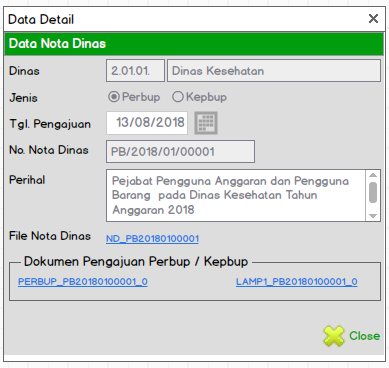 Data Detail
Data Nota Dinas
Dinas 2.01.01. Dinas Kesehatan
Jenis Perbup Kepbup
Tgl. Pengajuan 13/08/2018
No. Nota Dinas PB/2018/01/00001
Perihal Pejabat Pengguna Anggaran dan Pengguna
Barang pada Dinas Kesehatan Tahun
Anggaran 2018
File Nota Dinas ND_PB20180100001
Dokumen Pengajuan Perbup / Kepbup
PERBUP_PB20180100001_0 LAMP1_PB20180100001_0
Close